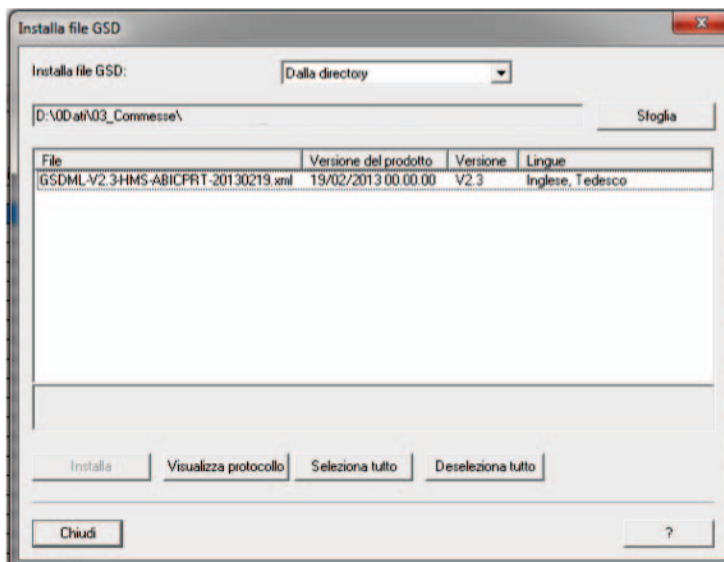 Installa file GSD
Installa file GSD:
Dalla directory
D:\0Dati\03_Commesse\
Sfoglia
File Versione del prodotto Versione Lingue
GSDML-V2.3-HMS-ABICPRT-20130219.xml 19/02/2013 00.00.00 V2.3 Inglese, Tedesco
Installa Visualizza protocollo Seleziona tutto Deseleziona tutto
Chiudi ?